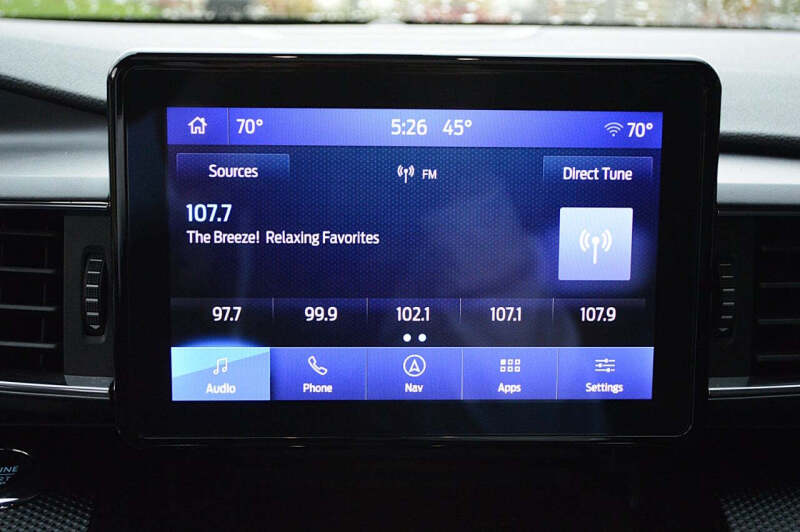 70° 5:26 45° 70°
Sources FM Direct Tune
107.7
The Breeze! Relaxing Favorites
97.7 99.9 102.1 107.1 107.9
Audio Phone Nav Apps Settings